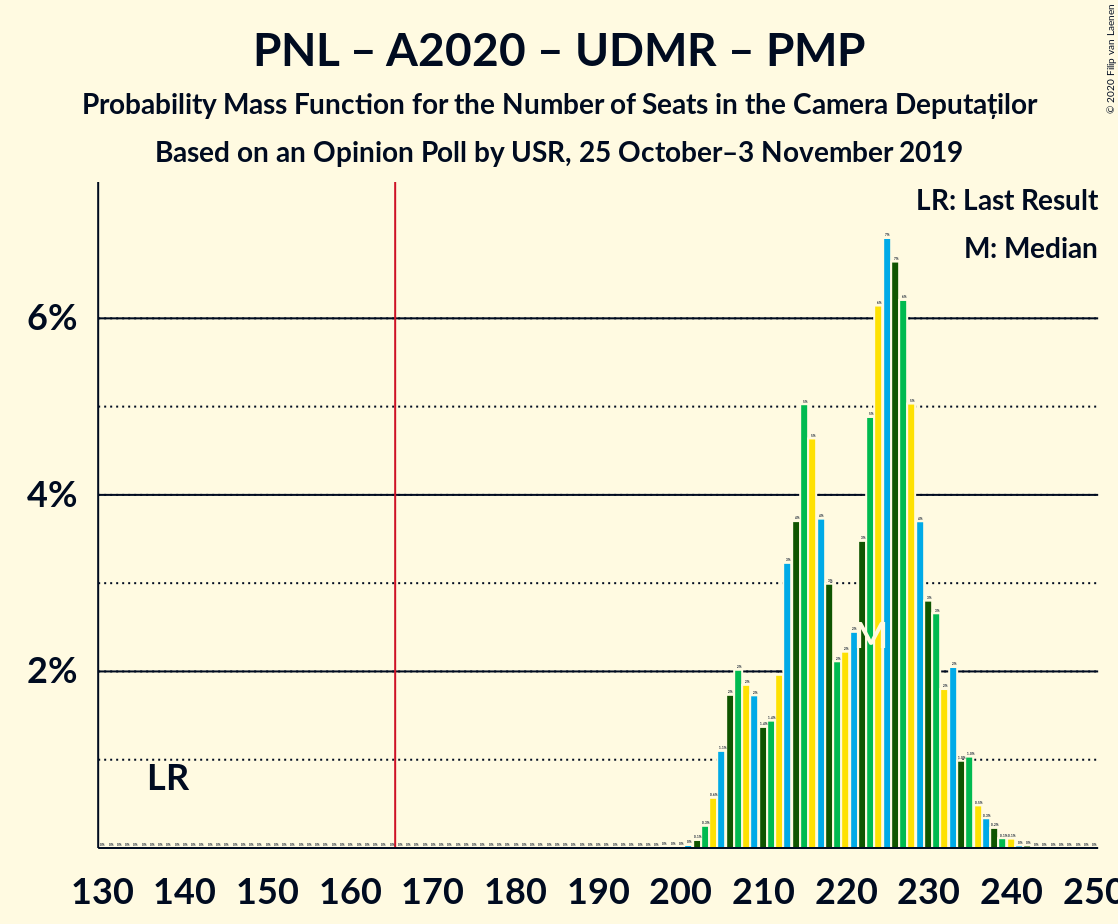 PNL – A2020 – UDMR – PMP
Probability Mass Function for the Number of Seats in the Camera Deputaților
Based on an Opinion Poll by USR, 25 October–3 November 2019
© 2020 Filip van Laenen
LR: Last Result
M: Median
6%
4%
2%
LR
M
130 140 150 160 170 180 190 200 210 220 230 240 250